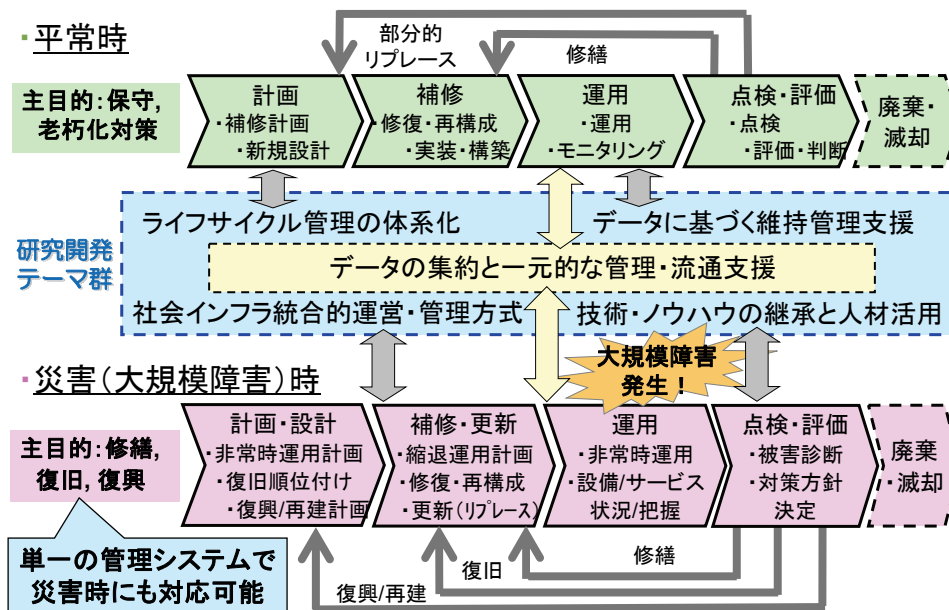 ・平常時
部分的
リプレース
修繕
主目的：保守，
老朽化対策
計画
・補修計画
・新規設計
補修
・修復・再構成
・実装・構築
運用
・運用
・モニタリング
点検・評価
・点検
・評価・判断
廃棄・
滅却
研究開発
テーマ群
ライフサイクル管理の体系化
データに基づく維持管理支援
データの集約と一元的な管理・流通支援
社会インフラ統合的運営・管理方式
技術・ノウハウの継承と人材活用
大規模障害
発生！
・災害（大規模障害）時
主目的：修繕，
復旧，復興
計画・設計
・非常時運用計画
・復旧順位付け
・復興/再建計画
補修・更新
・縮退運用計画
・修復・再構成
・更新（リプレース）
運用
・非常時運用
・設備/サービス
状況/把握
点検・評価
・被害診断
・対策方針
決定
廃棄
・滅却
単一の管理システムで
災害時にも対応可能
修繕
復旧
復興/再建